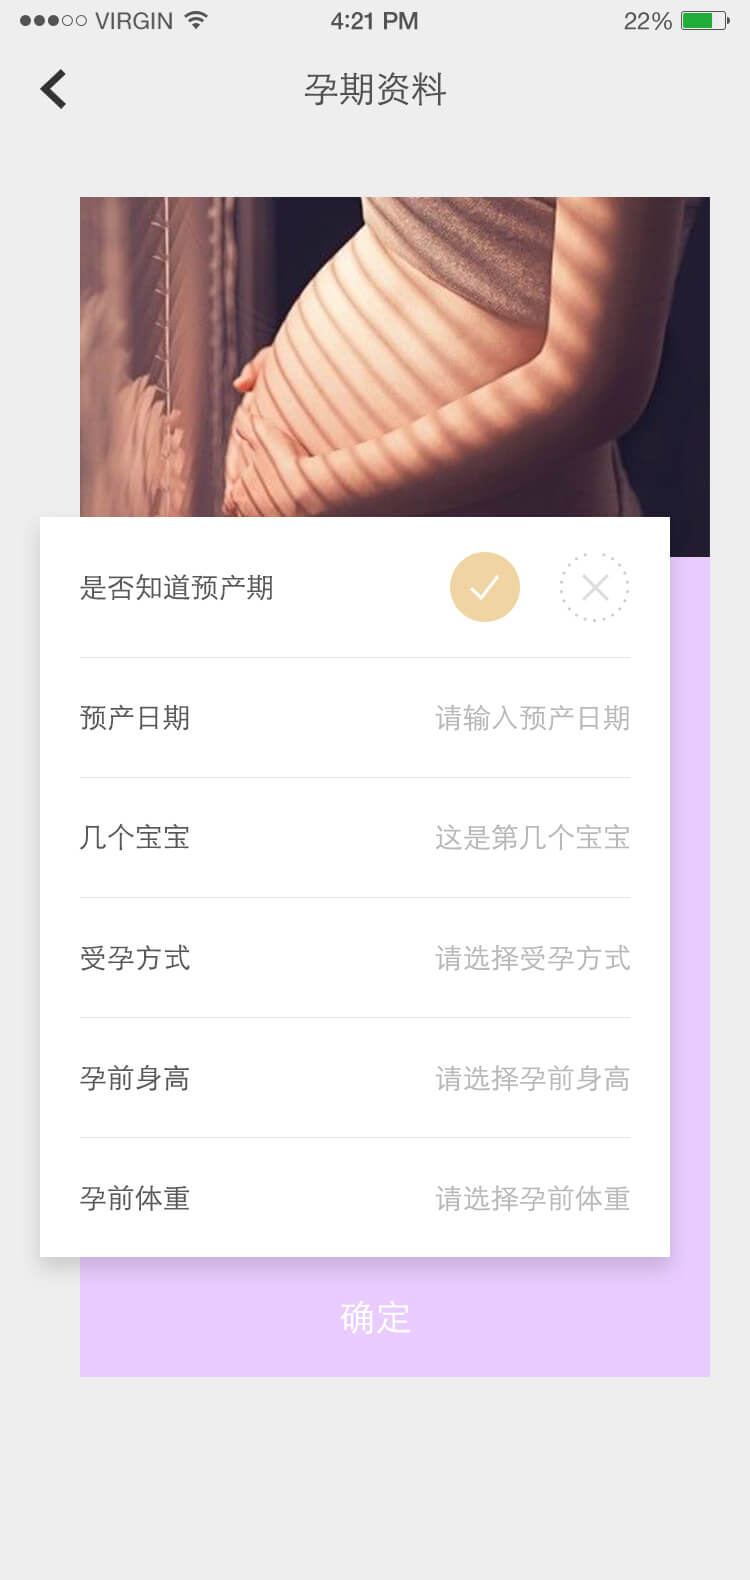 VIRGIN 4:21 PM 22%
孕期资料
是否知道预产期
预产日期 请输入预产日期
几个宝宝 这是第几个宝宝
受孕方式 请选择受孕方式
孕前身高 请选择孕前身高
孕前体重 请选择孕前体重
确定